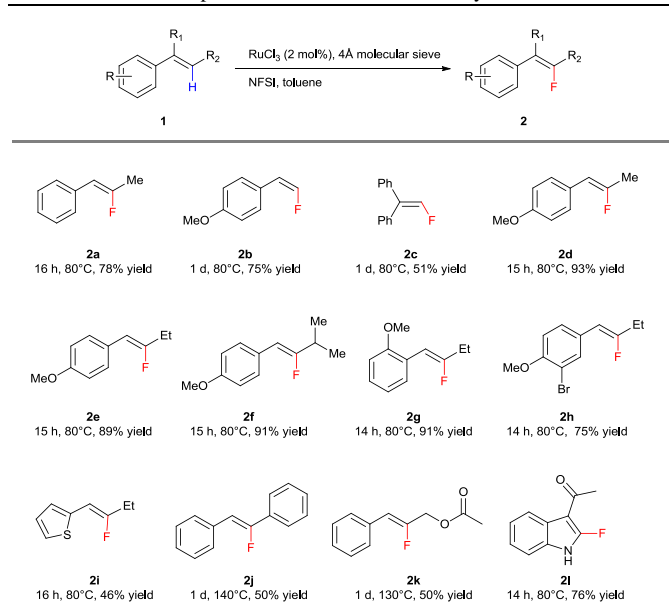 R₁
R₂
R
H
1
RuCl₃ (2 mol%), 4Å molecular sieve
NFSI, toluene
R₁
R₂
R
F
2
Me
F
2a
16 h, 80°C, 78% yield
MeO
F
2b
1 d, 80°C, 75% yield
Ph
Ph
F
2c
1 d, 80°C, 51% yield
Me
F
MeO
2d
15 h, 80°C, 93% yield
Et
F
MeO
2e
15 h, 80°C, 89% yield
Me
Me
F
MeO
2f
15 h, 80°C, 91% yield
OMe
Et
F
2g
14 h, 80°C, 91% yield
Et
F
MeO
Br
2h
14 h, 80°C, 75% yield
Et
S
F
2i
16 h, 80°C, 46% yield
F
2j
1 d, 140°C, 50% yield
O
O
F
2k
1 d, 130°C, 50% yield
O
F
NH
2l
14 h, 80°C, 76% yield